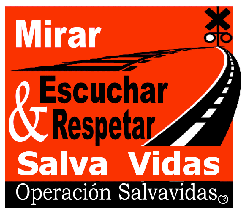 Mirar
Escuchar
& Respetar
Salva Vidas
Operación Salvavidas